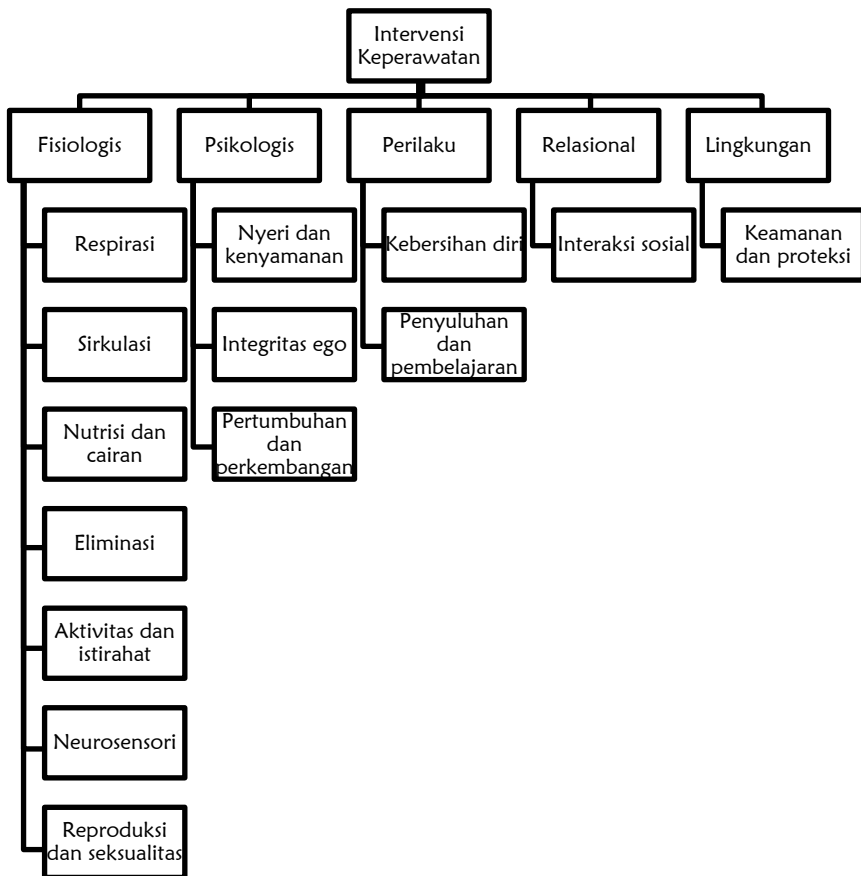 Intervensi
Keperawatan
Fisiologis
Psikologis
Perilaku
Relasional
Lingkungan
Respirasi
Nyeri dan
kenyamanan
Kebersihan diri
Interaksi sosial
Keamanan
dan proteksi
Sirkulasi
Integritas ego
Penyuluhan
dan
pembelajaran
Nutrisi dan
cairan
Pertumbuhan
dan
perkembangan
Eliminasi
Aktivitas dan
istirahat
Neurosensori
Reproduksi
dan seksualitas